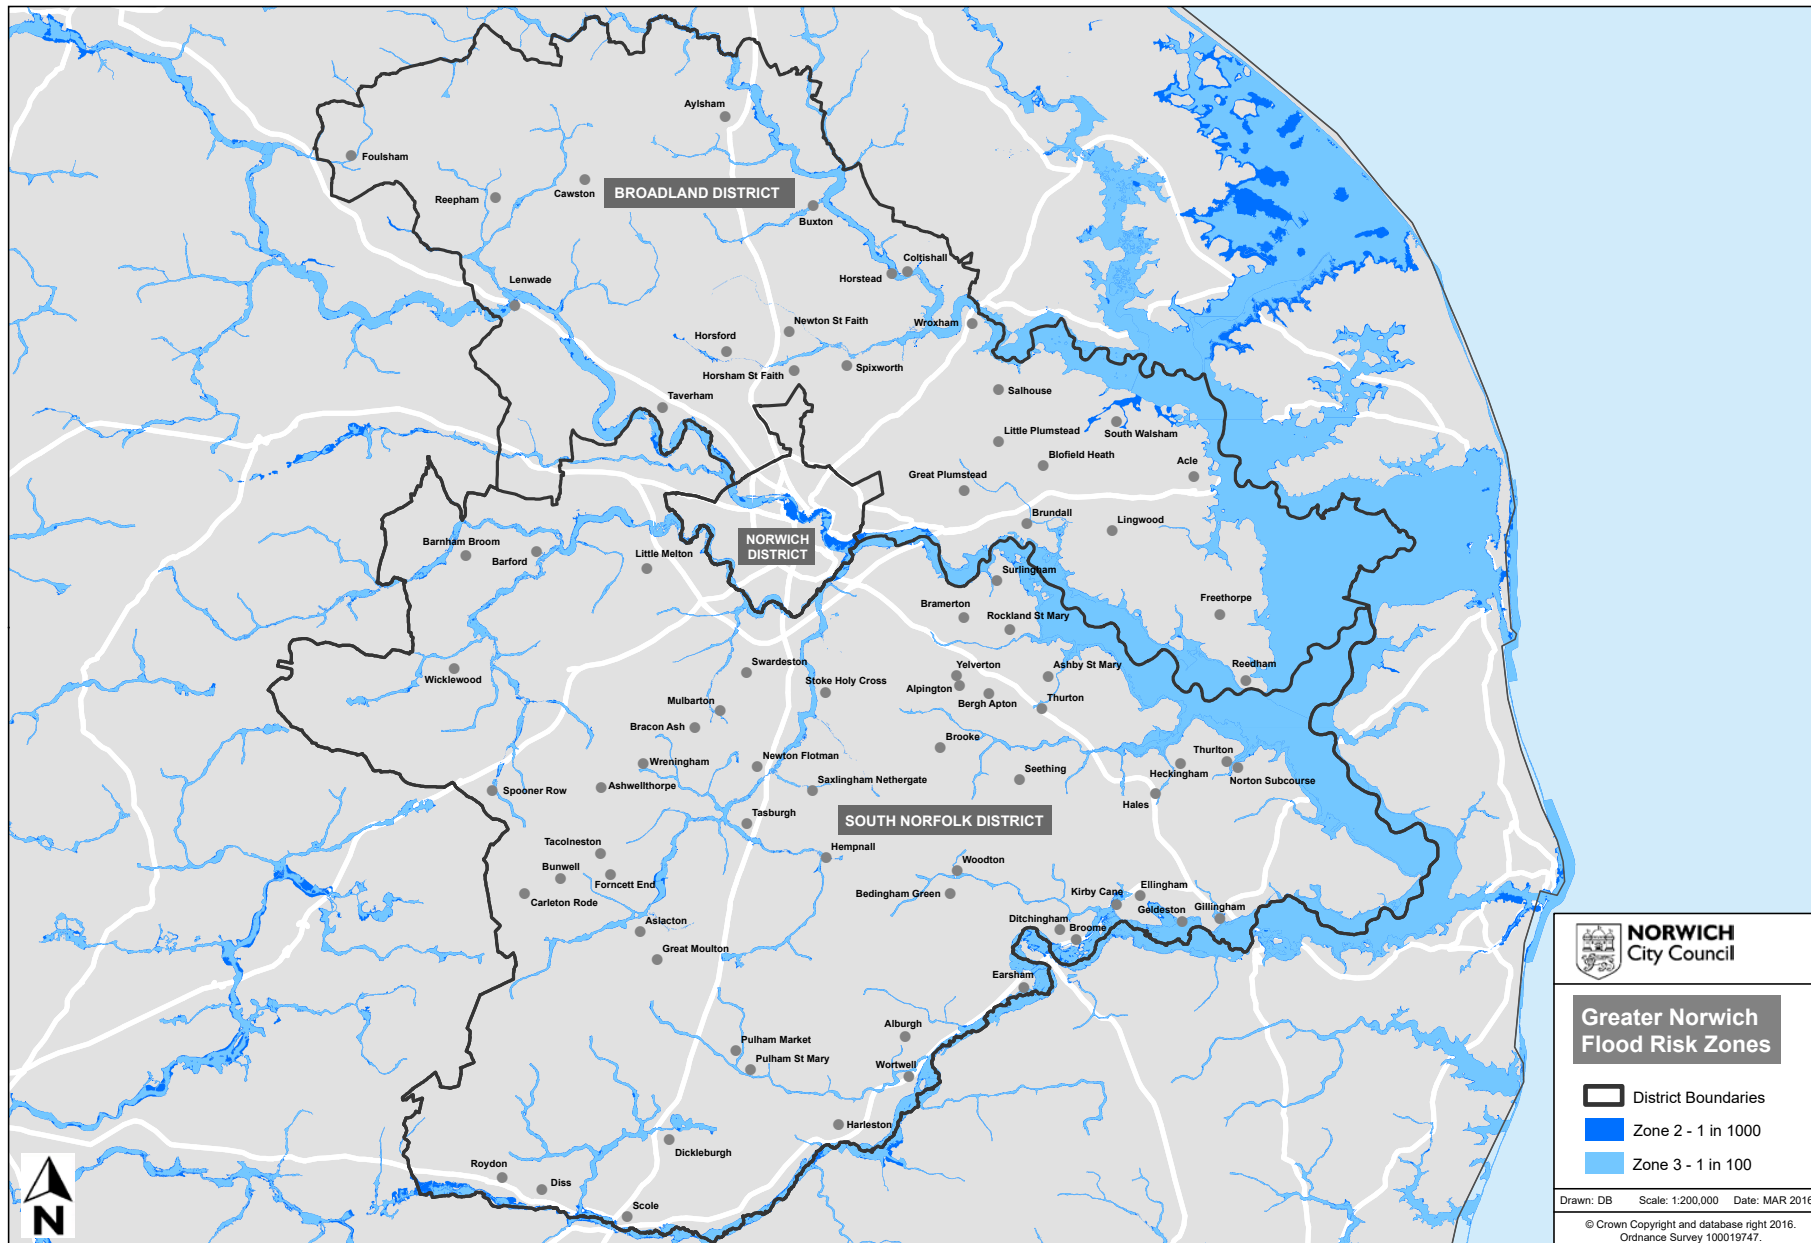 Aylsham
Foulsham
Cawston
Reepham
BROADLAND DISTRICT
Buxton
Coltishall
Horstead
Lenwade
Newton St Faith
Wroxham
Horsford
Horsham St Faith
Spixworth
Salhouse
Taverham
Little Plumstead
South Walsham
Blofield Heath
Acle
Great Plumstead
Brundall
Lingwood
NORWICH
DISTRICT
Barnham Broom
Barford
Little Melton
Surlingham
Bramerton
Freethorpe
Rockland St Mary
Swardeston
Wicklewood
Yelverton
Ashby St Mary
Reedham
Stoke Holy Cross
Alpington
Mulbarton
Bergh Apton
Thurton
Bracon Ash
Brooke
Thurlton
Newton Flotman
Wreningham
Heckingham
Seething
Saxlingham Nethergate
Norton Subcourse
Spooner Row
Ashwellthorpe
Hales
Tasburgh
SOUTH NORFOLK DISTRICT
Tacolneston
Hempnall
Woodton
Bunwell
Forncett End
Bedingham Green
Kirby Cane
Ellingham
Carleton Rode
Geldeston
Gillingham
Aslacton
Ditchingham
Broome
Great Moulton
Earsham
Alburgh
Pulham Market
Pulham St Mary
Wortwell
Harleston
Dickleburgh
Roydon
Diss
Scole
N
NORWICH
City Council
Greater Norwich
Flood Risk Zones
District Boundaries
Zone 2 - 1 in 1000
Zone 3 - 1 in 100
Drawn: DB Scale: 1:200,000 Date: MAR 2016
© Crown Copyright and database right 2016.
Ordnance Survey 100019747.